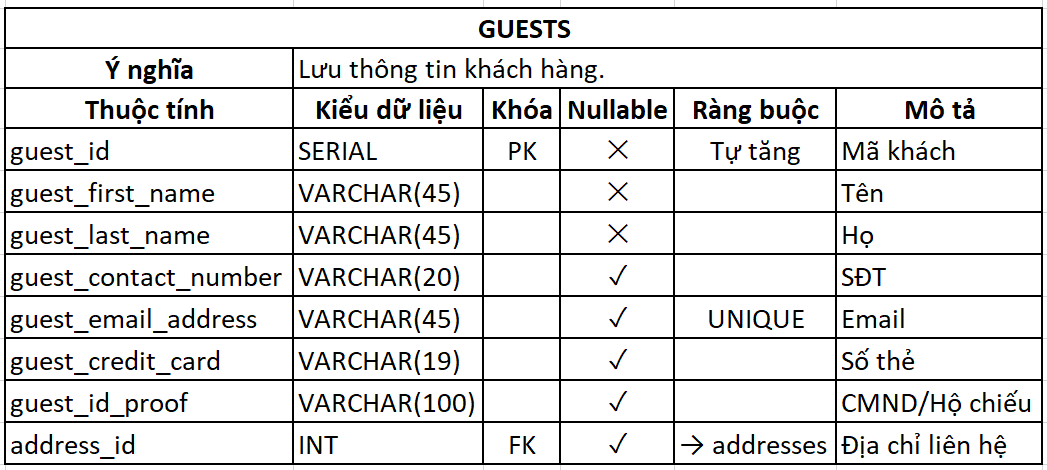 GUESTS
Ý nghĩa Lưu thông tin khách hàng.
Thuộc tính Kiểu dữ liệu Khóa Nullable Ràng buộc Mô tả
guest_id SERIAL PK ✕ Tự tăng Mã khách
guest_first_name VARCHAR(45) ✕ Tên
guest_last_name VARCHAR(45) ✕ Họ
guest_contact_number VARCHAR(20) ✓ SĐT
guest_email_address VARCHAR(45) ✓ UNIQUE Email
guest_credit_card VARCHAR(19) ✓ Số thẻ
guest_id_proof VARCHAR(100) ✓ CMND/Hộ chiếu
address_id INT FK ✓ → addresses Địa chỉ liên hệ